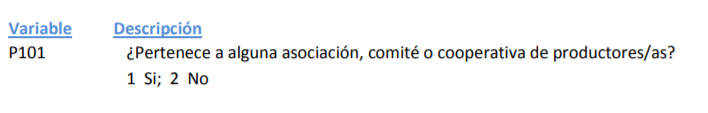 Variable Descripción
P101 ¿Pertenece a alguna asociación, comité o cooperativa de productores/as?
1 Si; 2 No